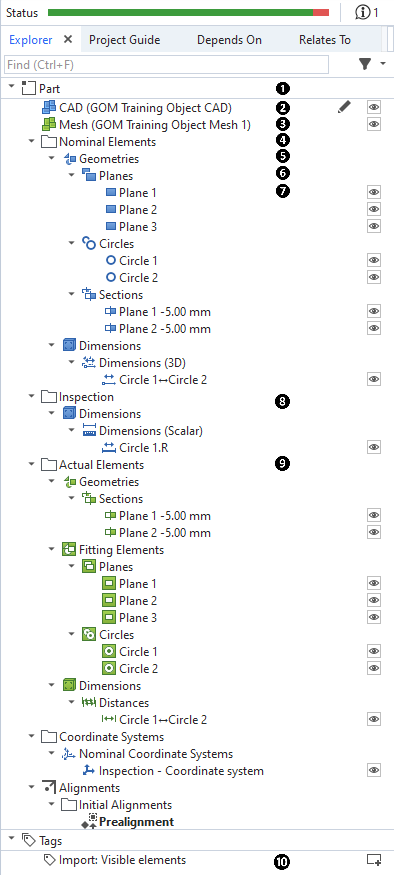 Status 1
Explorer Project Guide Depends On Relates To
Find (Ctrl+F)
Part 1
CAD (GOM Training Object CAD) 2
Mesh (GOM Training Object Mesh 1) 3
Nominal Elements 4
Geometries 5
Planes 6
Plane 1 7
Plane 2
Plane 3
Circles
Circle 1
Circle 2
Sections
Plane 1 -5.00 mm
Plane 2 -5.00 mm
Dimensions
Dimensions (3D)
Circle 1↔Circle 2
Inspection 8
Dimensions
Dimensions (Scalar)
Circle 1.R
Actual Elements 9
Geometries
Sections
Plane 1 -5.00 mm
Plane 2 -5.00 mm
Fitting Elements
Planes
Plane 1
Plane 2
Plane 3
Circles
Circle 1
Circle 2
Dimensions
Distances
Circle 1↔Circle 2
Coordinate Systems
Nominal Coordinate Systems
Inspection - Coordinate system
Alignments
Initial Alignments
Prealignment
Tags
Import: Visible elements 10